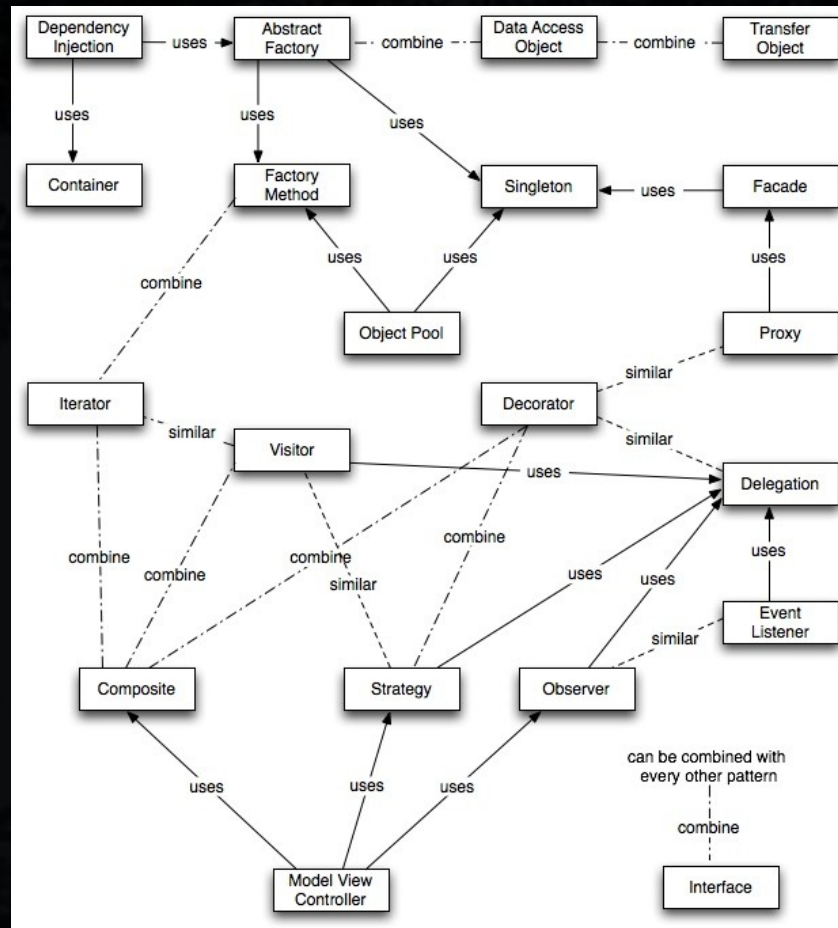 Dependency
Injection
uses
Abstract
Factory
combine
Data Access
Object
combine
Transfer
Object
uses
uses
uses
Container
Factory
Method
Singleton
uses
Facade
combine
uses
uses
uses
Object Pool
Proxy
similar
Iterator
similar
Visitor
Decorator
similar
uses
Delegation
combine
combine
combine
similar
combine
uses
uses
uses
similar
Event
Listener
Composite
Strategy
Observer
uses
uses
uses
can be combined with
every other pattern
combine
Model View
Controller
Interface